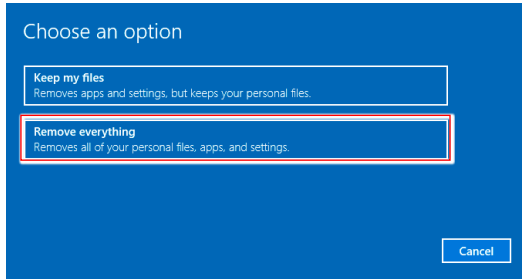 Choose an option
Keep my files
Removes apps and settings, but keeps your personal files.
Remove everything
Removes all of your personal files, apps, and settings.
Cancel